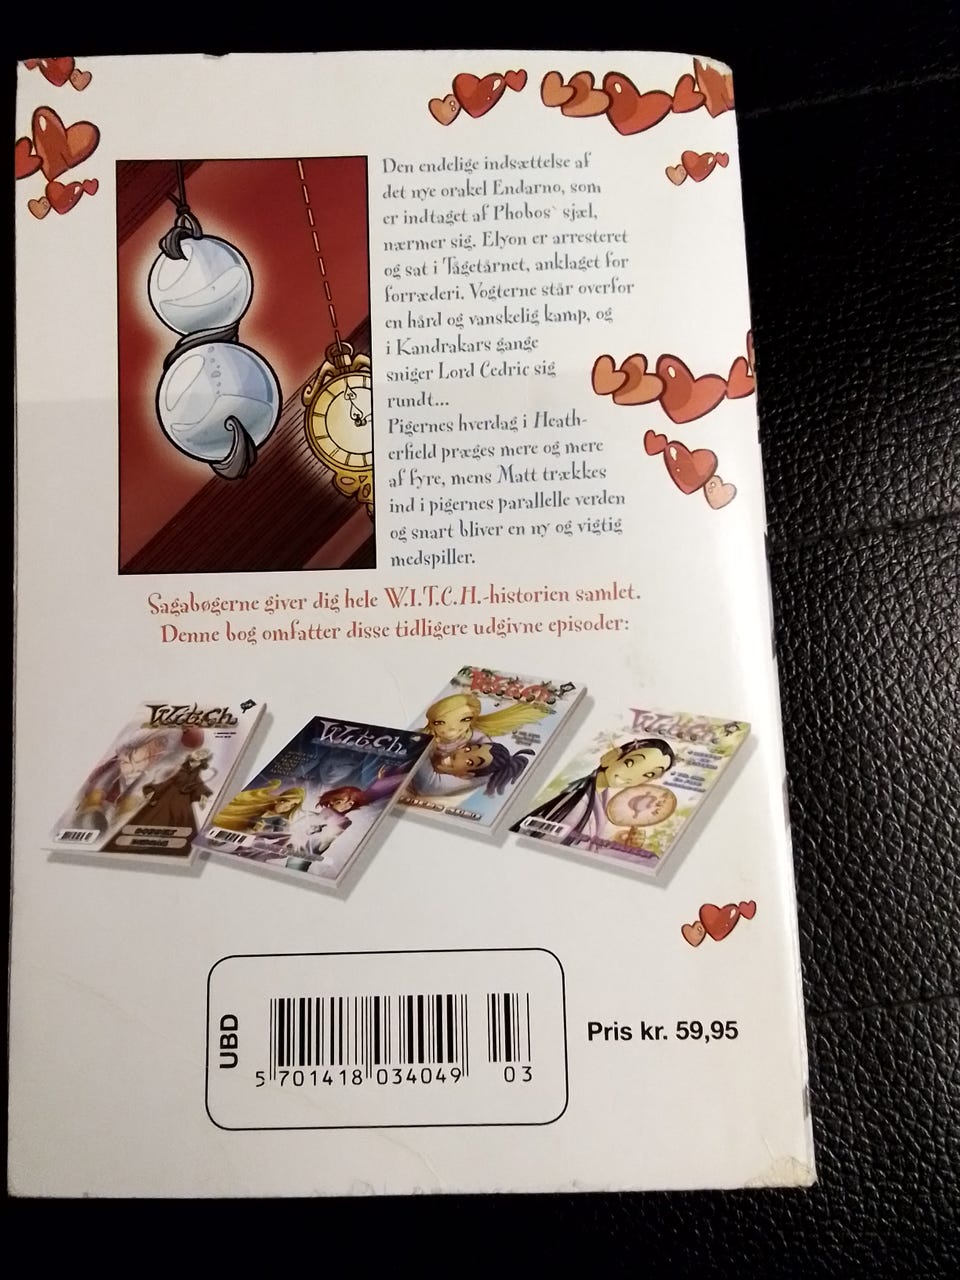 Den endelige indsættelse af
det nye orakel Endarno, som
er indtaget af Phobos` sjæl,
nærmer sig. Elyon er arresteret
og sat i Tågetårnet, anklaget for
forræderi. Vogterne står overfor
en hård og vanskelig kamp, og
i Kandrakars gange
sniger Lord Cedric sig
rundt...
Pigernes hverdag i Heath-
erfield præges mere og mere
af fyre, mens Matt trækkes
ind i pigernes parallelle verden
og snart bliver en ny og vigtig
medspiller.
Sagabøgerne giver dig hele W.I.T.C.H.-historien samlet.
Denne bog omfatter disse tidligere udgivne episoder:
W.i.t.c.h.
W.i.t.c.h.
W.i.t.c.h.
W.i.t.c.h.
UBD
5 701418 034049 03
Pris kr. 59,95